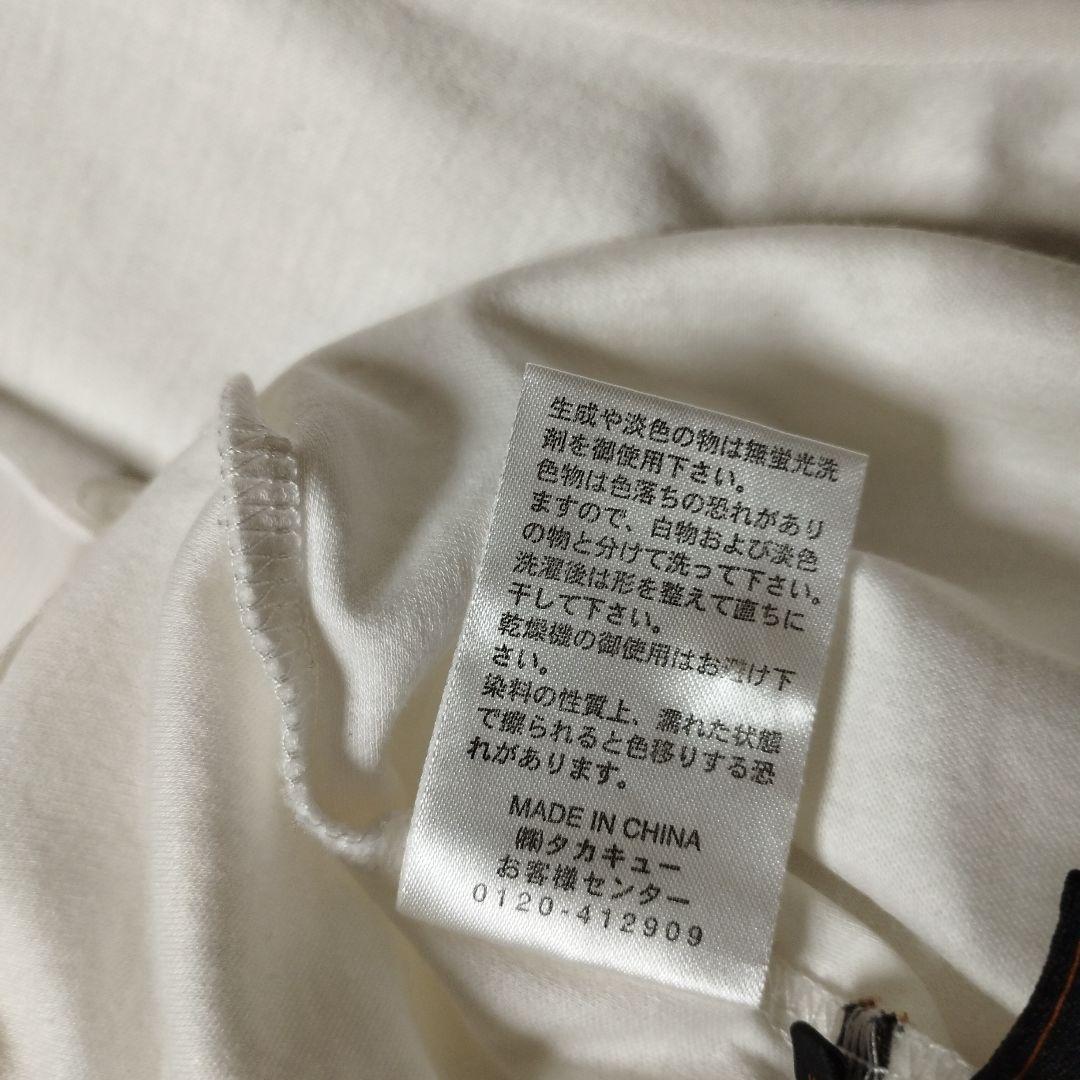 生成や淡色の物は無蛍光洗
剤を御使用下さい。
色物は色落ちの恐れがあり
ますので、白物および淡色
の物と分けて洗って下さい。
洗濯後は形を整えて直ちに
干して下さい。
乾燥機の御使用はお避け下
さい。
染料の性質上、濡れた状態
で擦られると色移りする恐
れがあります。
MADE IN CHINA
㈱タカキュー
お客様センター
0120-412909